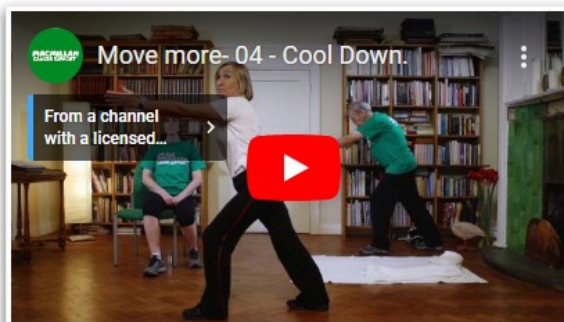 MACMILLAN
CANCER SUPPORT
Move more- 04 - Cool Down.
From a channel
with a licensed...